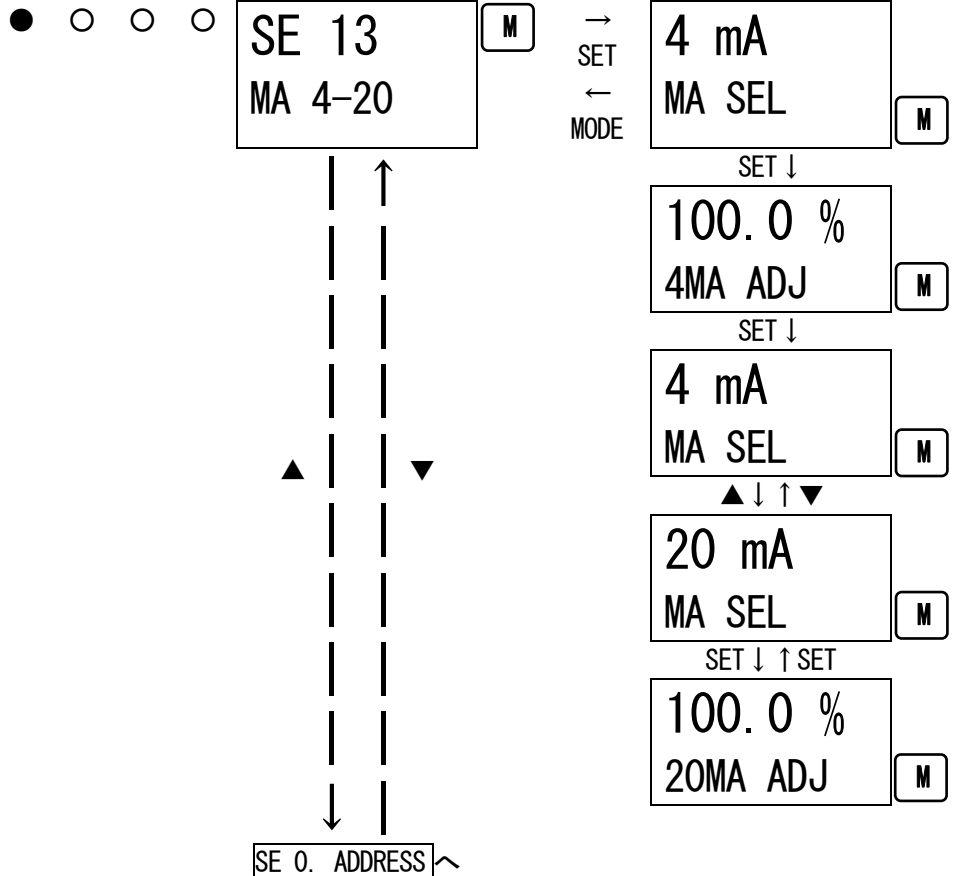 ● ○ ○ ○
SE 13
MA 4-20
M
→
SET
←
MODE
4 mA
MA SEL
M
SET↓
100.0 %
4MA ADJ
M
SET↓
4 mA
MA SEL
M
▲↓↑▼
20 mA
MA SEL
M
SET↓↑SET
100.0 %
20MA ADJ
M
▲ ▼
SE 0. ADDRESS へ